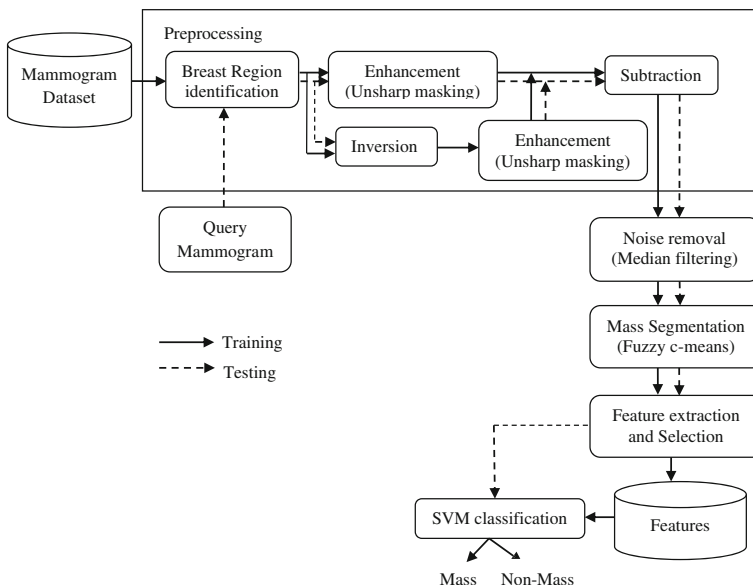 Preprocessing
Mammogram
Dataset
Breast Region
identification
Enhancement
(Unsharp masking)
Subtraction
Inversion
Enhancement
(Unsharp masking)
Query
Mammogram
Noise removal
(Median filtering)
Mass Segmentation
(Fuzzy c-means)
Training
Testing
Feature extraction
and Selection
SVM classification
Features
Mass
Non-Mass